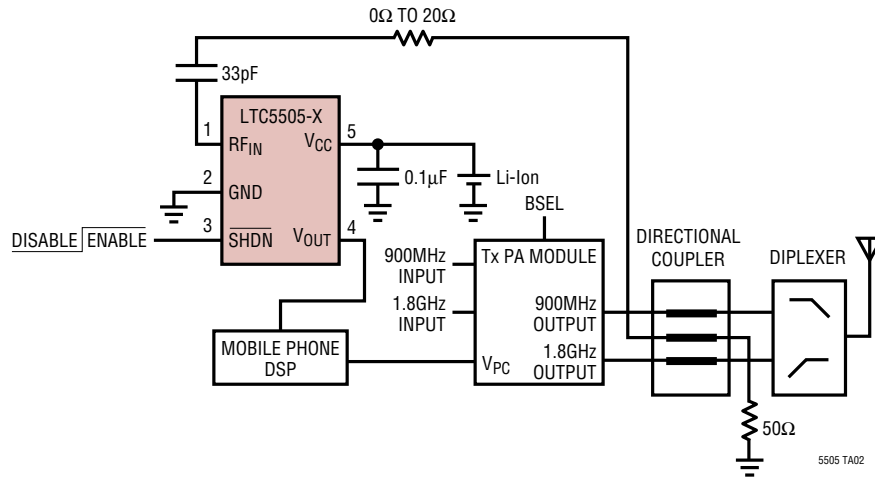 0Ω TO 20Ω
33pF
LTC5505-X
1
RFIN
VCC
5
2
GND
0.1µF
Li-Ion
3
SHDN
VOUT
4
DISABLE ENABLE
BSEL
900MHz
INPUT
1.8GHz
INPUT
Tx PA MODULE
900MHz
OUTPUT
1.8GHz
OUTPUT
VPC
DIRECTIONAL
COUPLER
DIPLEXER
MOBILE PHONE
DSP
50Ω
5505 TA02